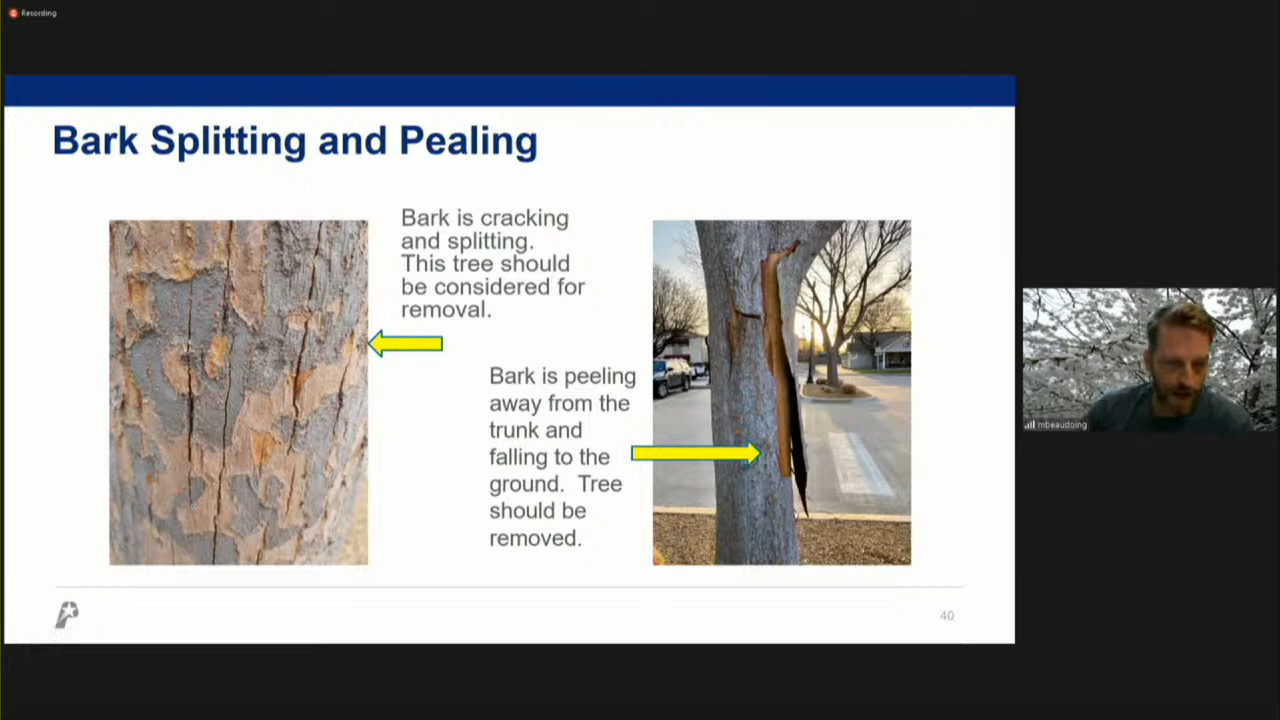 Recording
Bark Splitting and Pealing
Bark is cracking
and splitting.
This tree should
be considered for
removal.
Bark is peeling
away from the
trunk and
falling to the
ground. Tree
should be
removed.
mbeaudoing
40